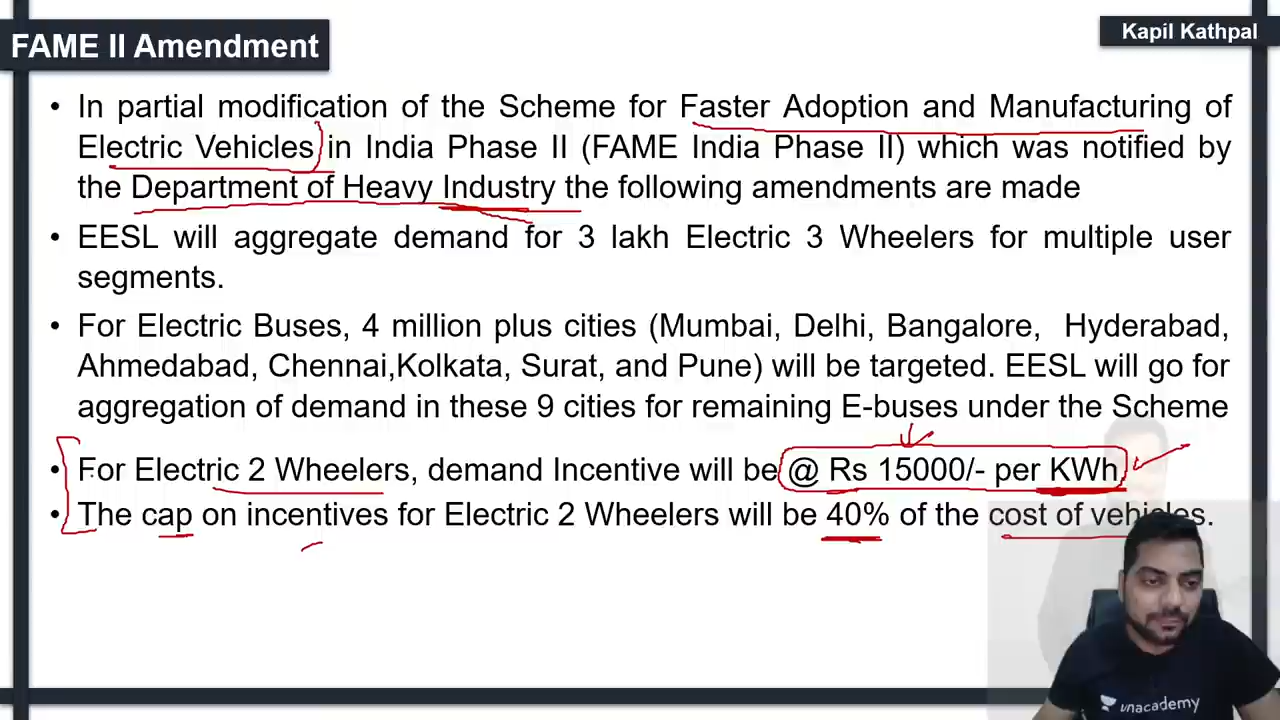 FAME II Amendment
Kapil Kathpal
• In partial modification of the Scheme for Faster Adoption and Manufacturing of
Electric Vehicles) in India Phase II (FAME India Phase II) which was notified by
the Department of Heavy Industry the following amendments are made
• EESL will aggregate demand for 3 lakh Electric 3 Wheelers for multiple user
segments.
• For Electric Buses, 4 million plus cities (Mumbai, Delhi, Bangalore, Hyderabad,
Ahmedabad, Chennai,Kolkata, Surat, and Pune) will be targeted. EESL will go for
aggregation of demand in these 9 cities for remaining E-buses under the Scheme
• For Electric 2 Wheelers, demand Incentive will be @ Rs 15000/- per KWh
• The cap on incentives for Electric 2 Wheelers will be 40% of the cost of vehicles.
unacademy